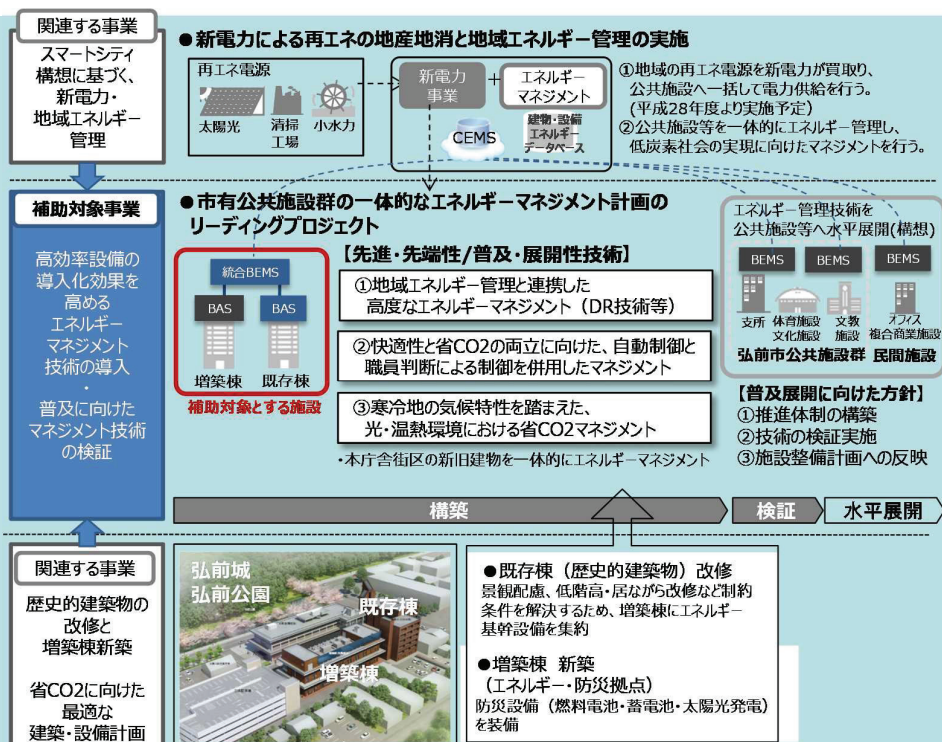 関連する事業
スマートシティ
構想に基づく、
新電力・
地域エネルギー
管理
●新電力による再エネの地産地消と地域エネルギー管理の実施
再エネ電源
太陽光
清掃
工場
小水力
新電力
事業
+
エネルギー
マネジメント
CEMS
建物・設備
エネルギー
データベース
①地域の再エネ電源を新電力が買取り、
公共施設へ一括して電力供給を行う。
(平成28年度より実施予定)
②公共施設等を一体的にエネルギー管理し、
低炭素社会の実現に向けたマネジメントを行う。
補助対象事業
高効率設備の
導入化効果を
高める
エネルギー
マネジメント
技術の導入
・
普及に向けた
マネジメント技術
の検証
●市有公共施設群の一体的なエネルギーマネジメント計画の
リーディングプロジェクト
統合BEMS
BAS
BAS
増築棟
既存棟
補助対象とする施設
【先進・先端性/普及・展開性技術】
①地域エネルギー管理と連携した
高度なエネルギーマネジメント（DR技術等）
②快適性と省CO2の両立に向けた、自動制御と
職員判断による制御を併用したマネジメント
③寒冷地の気候特性を踏まえた、
光・温熱環境における省CO2マネジメント
・本庁舎街区の新旧建物を一体的にエネルギーマネジメント
エネルギー管理技術を
公共施設等へ水平展開(構想)
BEMS
BEMS
BEMS
支所
体育施設
文化施設
文教
施設
オフィス
複合商業施設
弘前市公共施設群
民間施設
【普及展開に向けた方針】
①推進体制の構築
②技術の検証実施
③施設整備計画への反映
構築
検証
水平展開
関連する事業
歴史的建築物の
改修と
増築棟新築
省CO2に向けた
最適な
建築・設備計画
弘前城
弘前公園
既存棟
増築棟
●既存棟（歴史的建築物）改修
景観配慮、低階高・居ながら改修など制約
条件を解決するため、増築棟にエネルギー
基幹設備を集約
●増築棟 新築
（エネルギー・防災拠点）
防災設備（燃料電池・蓄電池・太陽光発電）
を装備